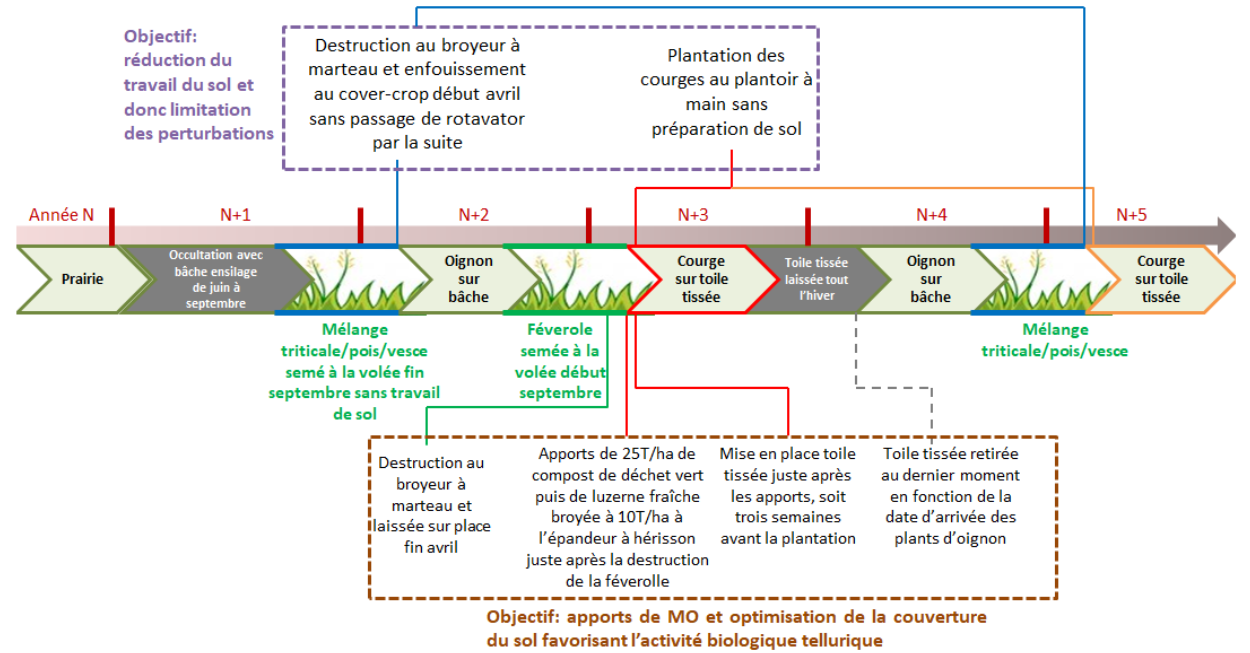 Objectif:
réduction du
travail du sol et
donc limitation
des perturbations
Destruction au broyeur à
marteau et enfouissement
au cover-crop début avril
sans passage de rotavator
par la suite
Plantation des
courges au plantoir à
main sans
préparation de sol
Année N
N+1
N+2
N+3
N+4
N+5
Prairie
Occultation avec
bâche ensilage
de juin à
septembre
Oignon
sur
bâche
Courge
sur toile
tissée
Toile tissée
laissée tout
l'hiver
Oignon
sur
bâche
Courge
sur toile
tissée
Mélange
triticale/pois/vesce
semé à la volée fin
septembre sans travail
de sol
Féverole
semée à la
volée début
septembre
Mélange
triticale/pois/vesce
Destruction au
broyeur à
marteau et
laissée sur place
fin avril
Apports de 25T/ha de
compost de déchet vert
puis de luzerne fraîche
broyée à 10T/ha à
l'épandeur à hérisson
juste après la destruction
de la féverolle
Mise en place toile
tissée juste après
les apports, soit
trois semaines
avant la plantation
Toile tissée retirée
au dernier moment
en fonction de la
date d'arrivée des
plants d'oignon
Objectif: apports de MO et optimisation de la couverture
du sol favorisant l'activité biologique tellurique